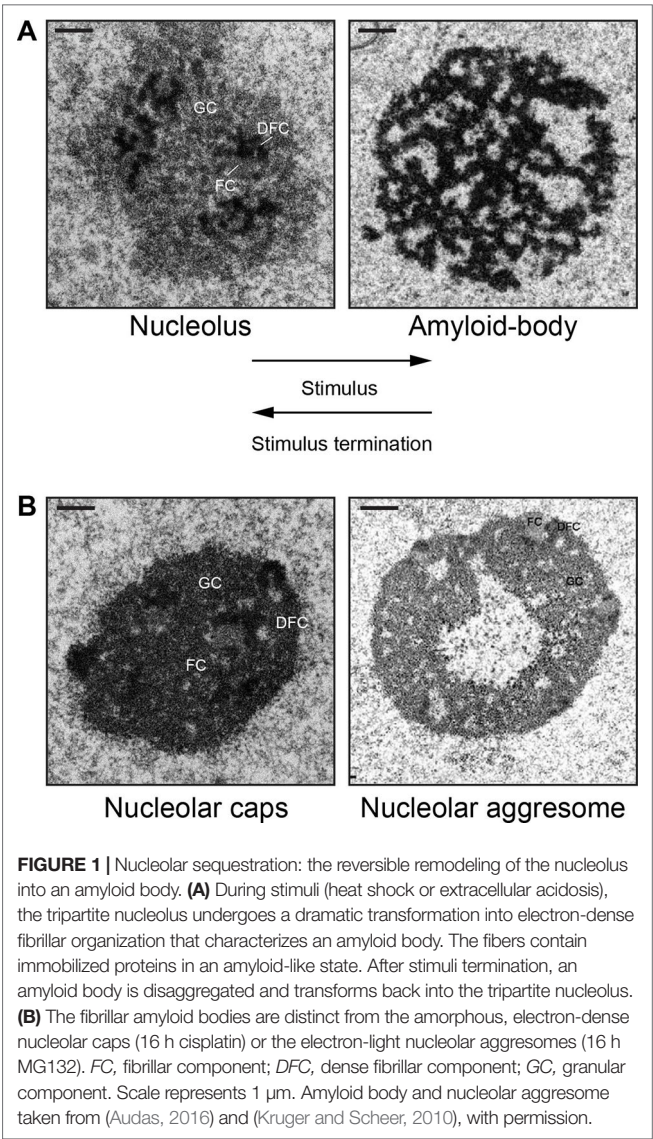 A
GC
DFC
FC
Nucleolus
Amyloid-body
Stimulus
Stimulus termination
B
GC
DFC
FC
FC
DFC
GC
Nucleolar caps
Nucleolar aggresome
FIGURE 1 | Nucleolar sequestration: the reversible remodeling of the nucleolus
into an amyloid body. (A) During stimuli (heat shock or extracellular acidosis),
the tripartite nucleolus undergoes a dramatic transformation into electron-dense
fibrillar organization that characterizes an amyloid body. The fibers contain
immobilized proteins in an amyloid-like state. After stimuli termination, an
amyloid body is disaggregated and transforms back into the tripartite nucleolus.
(B) The fibrillar amyloid bodies are distinct from the amorphous, electron-dense
nucleolar caps (16 h cisplatin) or the electron-light nucleolar aggresomes (16 h
MG132). FC, fibrillar component; DFC, dense fibrillar component; GC, granular
component. Scale represents 1 μm. Amyloid body and nucleolar aggresome
taken from (Audas, 2016) and (Kruger and Scheer, 2010), with permission.